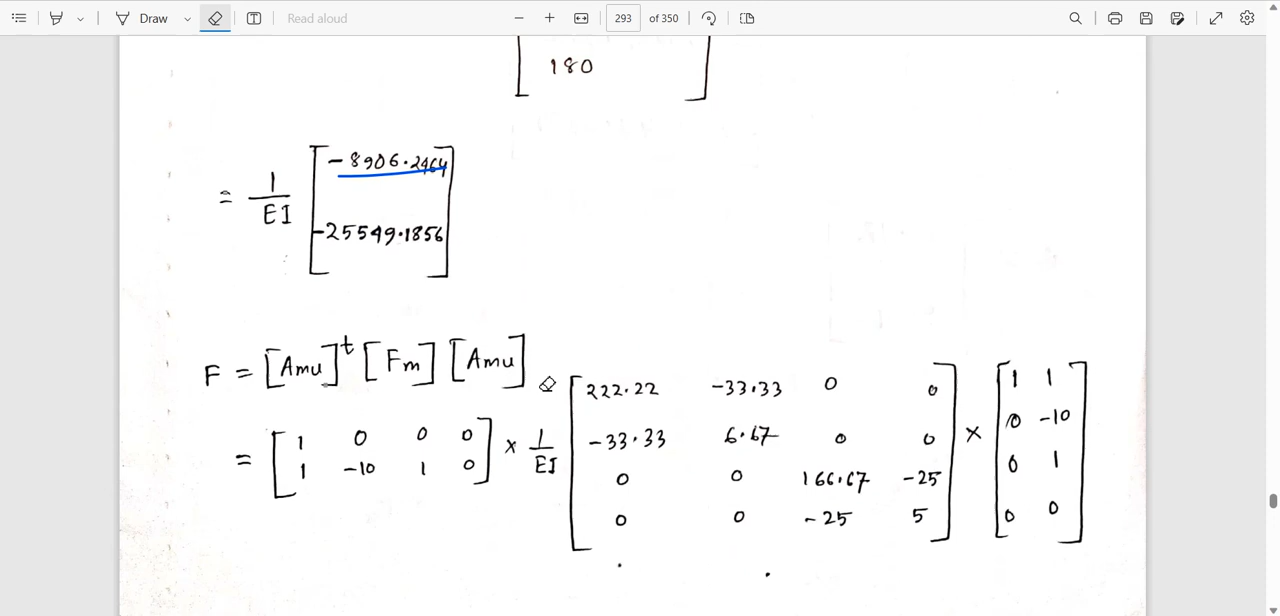 Draw
Read aloud
293 of 350
180
= 1/EI [ -8906.2464
-25549.1856 ]
F = [Amu]^t [Fm] [Amu]
= [ 1 0 0 0
1 -10 1 0 ] × 1/EI [ 222.22 -33.33 0 0
-33.33 6.67 0 0
0 0 166.67 -25
0 0 -25 5 ] × [ 1 1
0 -10
0 1
0 0 ]